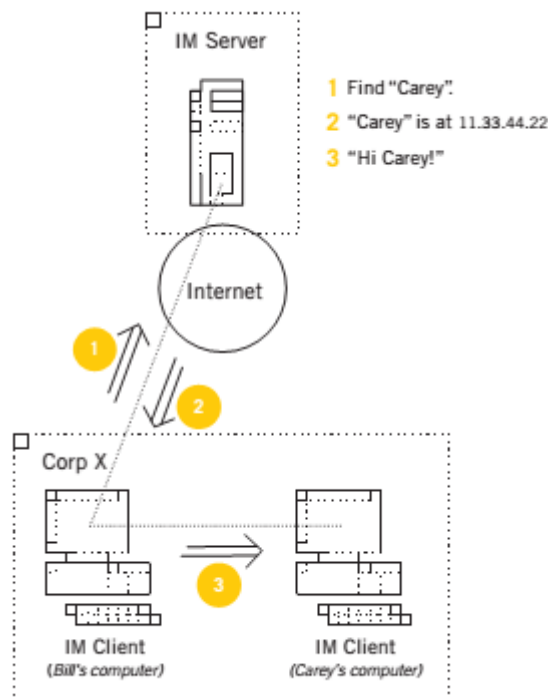 IM Server
1 Find “Carey”.
2 “Carey” is at 11.33.44.22
3 “Hi Carey!”
Internet
1
2
Corp X
3
IM Client
(Bill's computer)
IM Client
(Carey's computer)